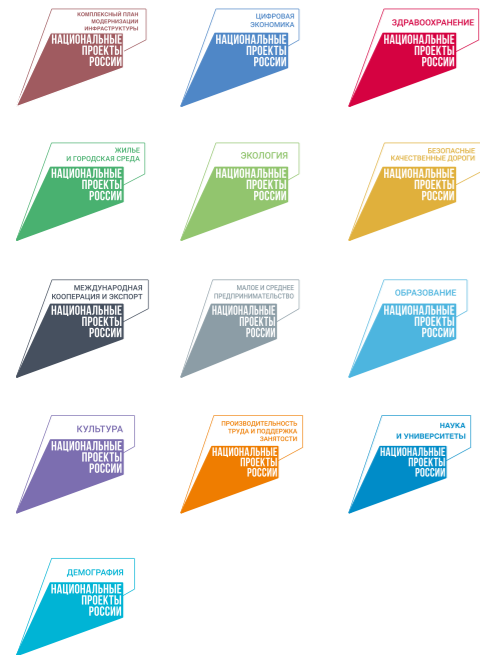 КОМПЛЕКСНЫЙ ПЛАН
МОДЕРНИЗАЦИИ
ИНФРАСТРУКТУРЫ
НАЦИОНАЛЬНЫЕ
ПРОЕКТЫ
РОССИИ
ЦИФРОВАЯ
ЭКОНОМИКА
НАЦИОНАЛЬНЫЕ
ПРОЕКТЫ
РОССИИ
ЗДРАВООХРАНЕНИЕ
НАЦИОНАЛЬНЫЕ
ПРОЕКТЫ
РОССИИ
ЖИЛЬЕ
И ГОРОДСКАЯ СРЕДА
НАЦИОНАЛЬНЫЕ
ПРОЕКТЫ
РОССИИ
ЭКОЛОГИЯ
НАЦИОНАЛЬНЫЕ
ПРОЕКТЫ
РОССИИ
БЕЗОПАСНЫЕ
КАЧЕСТВЕННЫЕ ДОРОГИ
НАЦИОНАЛЬНЫЕ
ПРОЕКТЫ
РОССИИ
МЕЖДУНАРОДНАЯ
КООПЕРАЦИЯ И ЭКСПОРТ
НАЦИОНАЛЬНЫЕ
ПРОЕКТЫ
РОССИИ
МАЛОЕ И СРЕДНЕЕ
ПРЕДПРИНИМАТЕЛЬСТВО
НАЦИОНАЛЬНЫЕ
ПРОЕКТЫ
РОССИИ
ОБРАЗОВАНИЕ
НАЦИОНАЛЬНЫЕ
ПРОЕКТЫ
РОССИИ
КУЛЬТУРА
НАЦИОНАЛЬНЫЕ
ПРОЕКТЫ
РОССИИ
ПРОИЗВОДИТЕЛЬНОСТЬ
ТРУДА И ПОДДЕРЖКА
ЗАНЯТОСТИ
НАЦИОНАЛЬНЫЕ
ПРОЕКТЫ
РОССИИ
НАУКА
И УНИВЕРСИТЕТЫ
НАЦИОНАЛЬНЫЕ
ПРОЕКТЫ
РОССИИ
ДЕМОГРАФИЯ
НАЦИОНАЛЬНЫЕ
ПРОЕКТЫ
РОССИИ